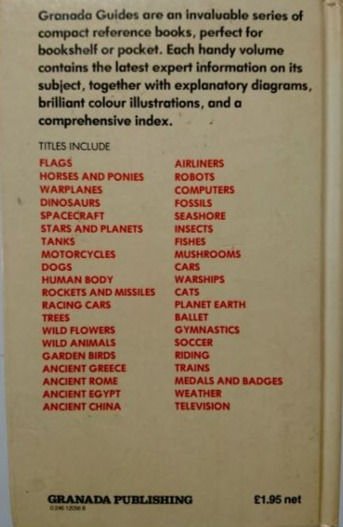 Granada Guides are an invaluable series of
compact reference books, perfect for
bookshelf or pocket. Each handy volume
contains the latest expert information on its
subject, together with explanatory diagrams,
brilliant colour illustrations, and a
comprehensive index.
TITLES INCLUDE
FLAGS
HORSES AND PONIES
WARPLANES
DINOSAURS
SPACECRAFT
STARS AND PLANETS
TANKS
MOTORCYCLES
DOGS
HUMAN BODY
ROCKETS AND MISSILES
RACING CARS
TREES
WILD FLOWERS
WILD ANIMALS
GARDEN BIRDS
ANCIENT GREECE
ANCIENT ROME
ANCIENT EGYPT
ANCIENT CHINA
AIRLINERS
ROBOTS
COMPUTERS
FOSSILS
SEASHORE
INSECTS
FISHES
MUSHROOMS
CARS
WARSHIPS
CATS
PLANET EARTH
BALLET
GYMNASTICS
SOCCER
RIDING
TRAINS
MEDALS AND BADGES
WEATHER
TELEVISION
GRANADA PUBLISHING £1.95 net